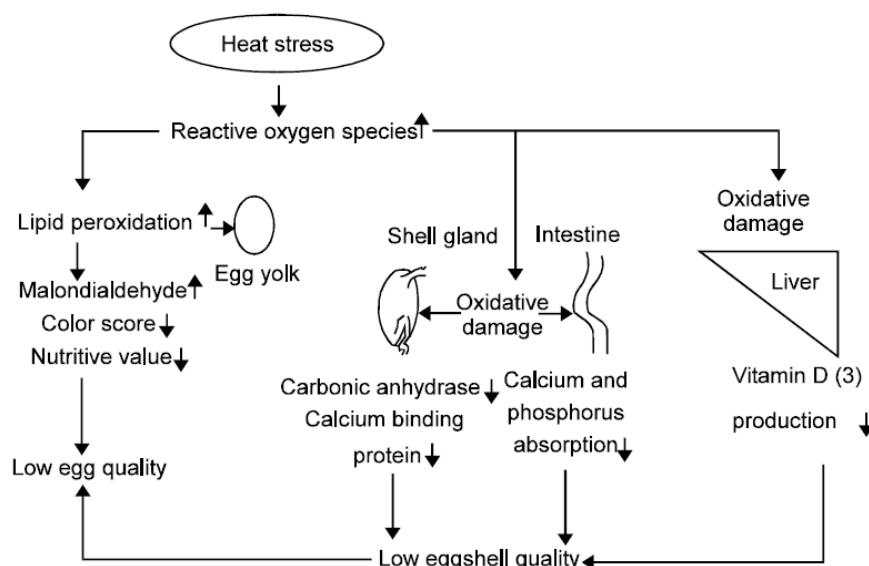 Heat stress
Reactive oxygen species
Lipid peroxidation
Egg yolk
Malondialdehyde
Color score
Nutritive value
Low egg quality
Shell gland
Intestine
Oxidative
damage
Carbonic anhydrase
Calcium binding
protein
Calcium and
phosphorus
absorption
Oxidative
damage
Liver
Vitamin D (3)
production
Low eggshell quality